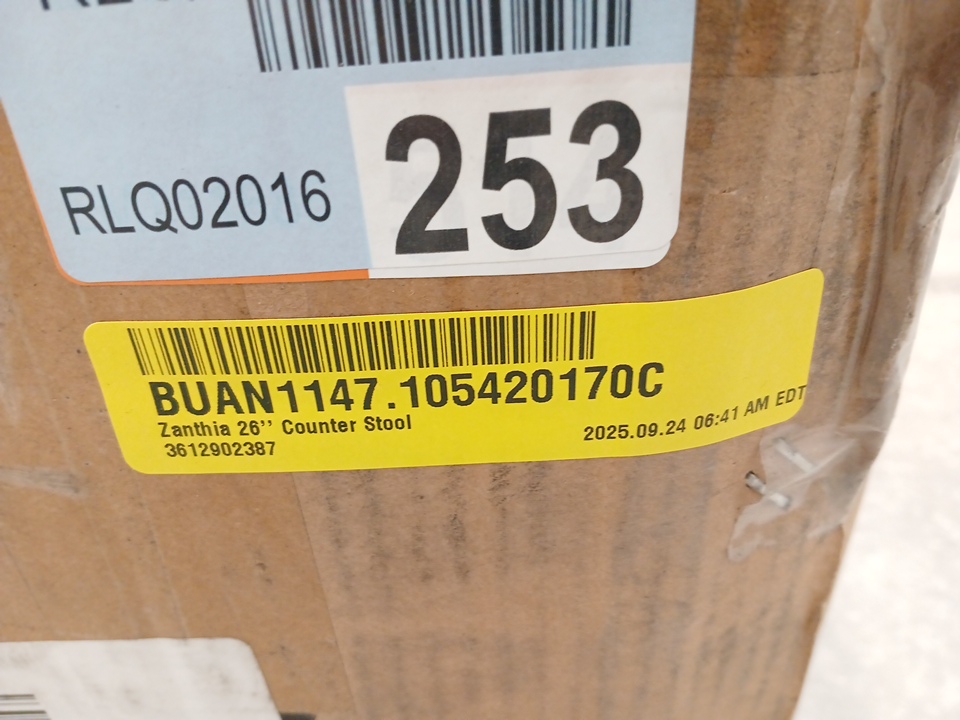 RLQ02016
253
BUAN1147.105420170C
Zanthia 26'' Counter Stool
3612902387
2025.09.24 06:41 AM EDT